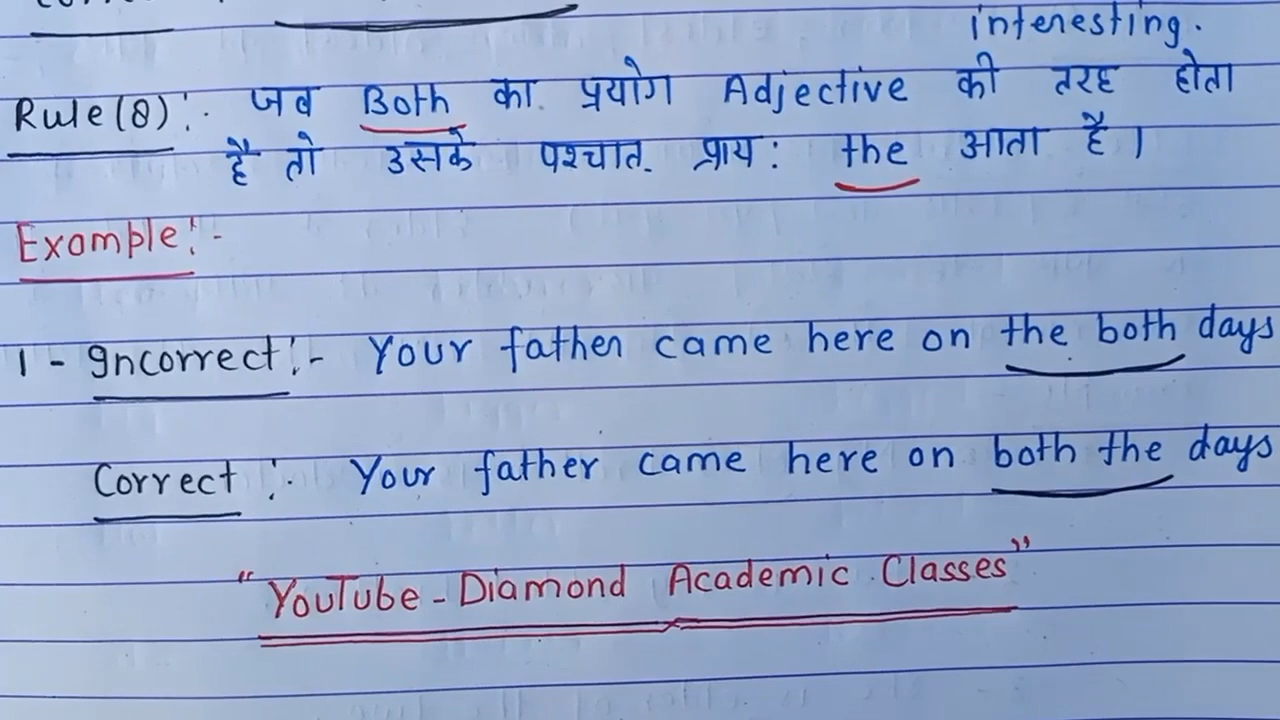 interesting.
Rule(8):- जब Both का प्रयोग Adjective की तरह होता
है तो उसके पश्चात प्राय: the आता है।
Example:-
1- Incorrect:- Your father came here on the both days
Correct:- Your father came here on both the days
"YouTube-Diamond Academic Classes"